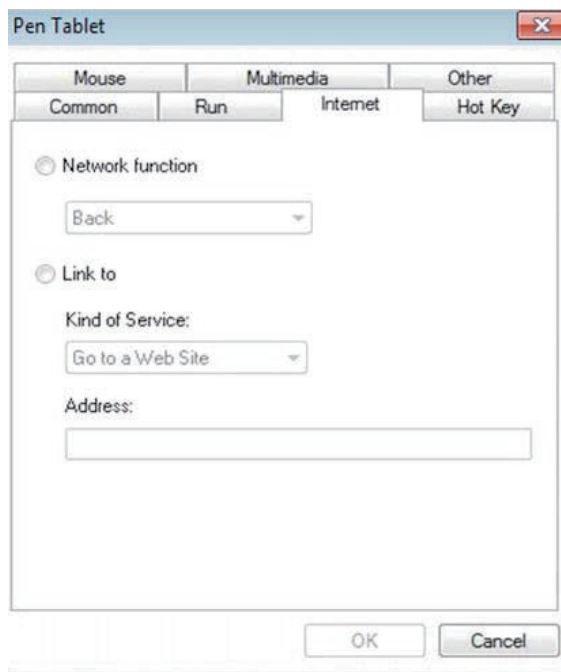 Pen Tablet
Mouse Multimedia Other
Common Run Internet Hot Key
Network function
Back
Link to
Kind of Service:
Go to a Web Site
Address:
OK Cancel